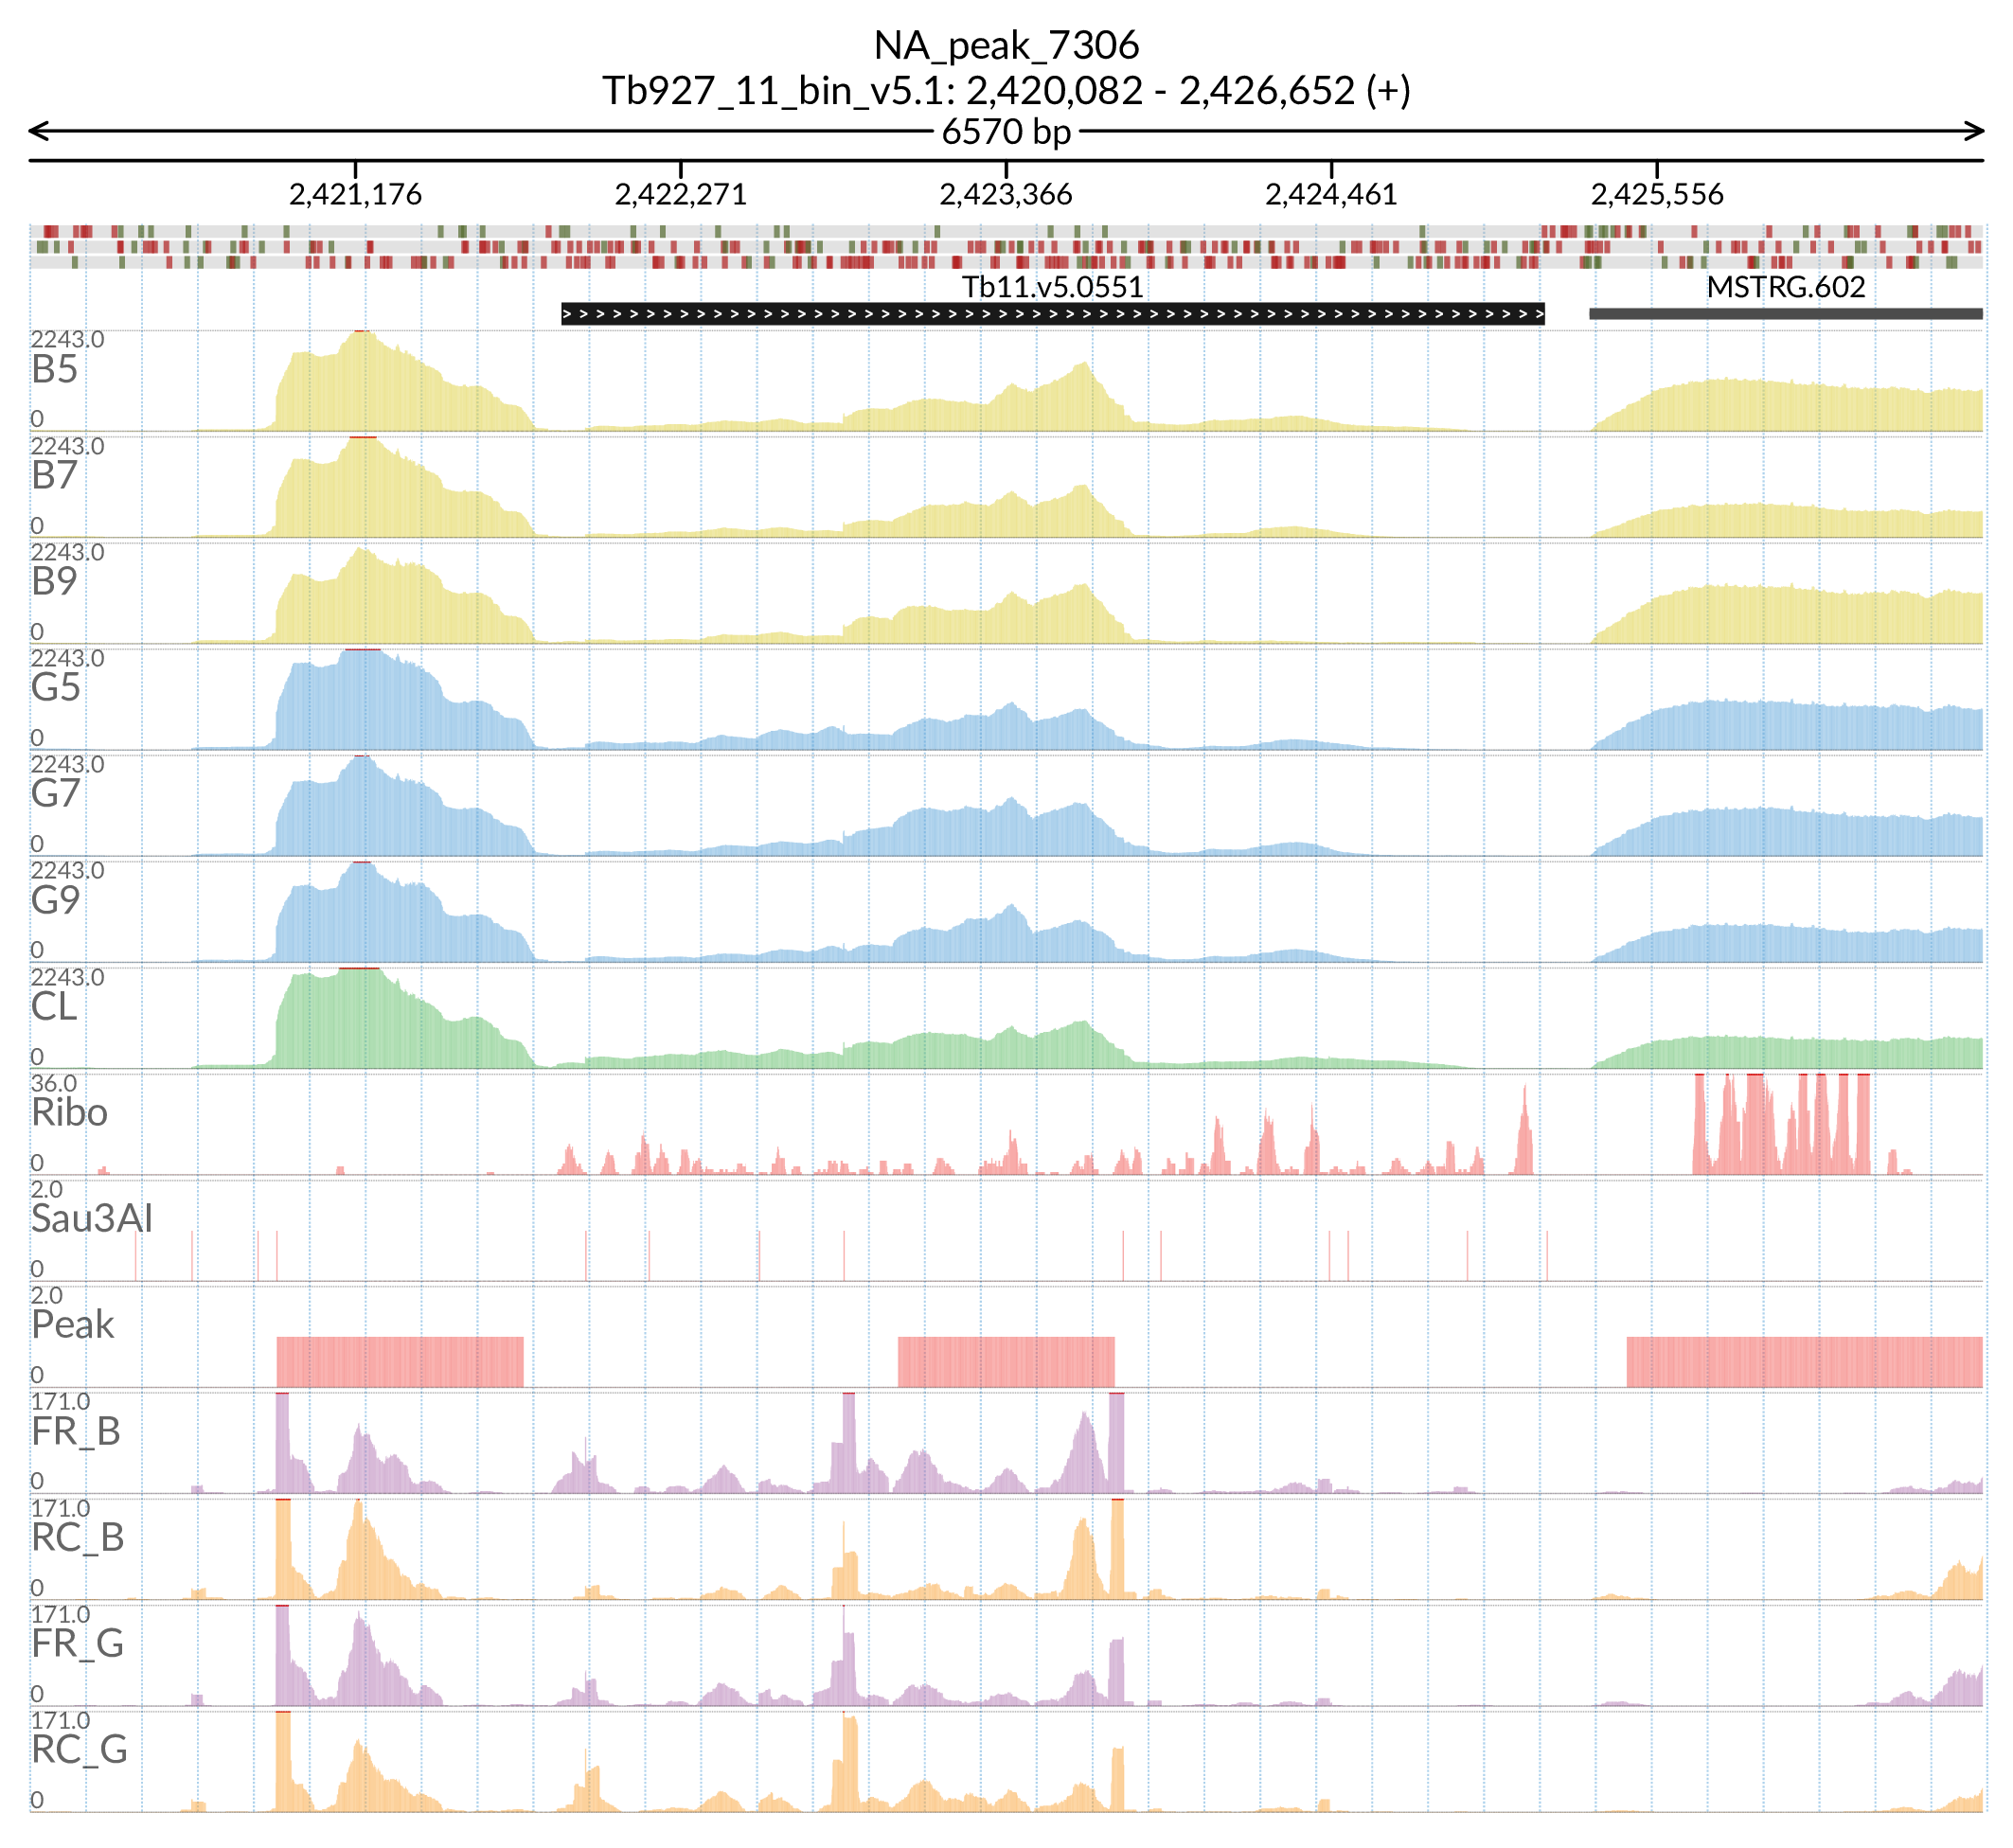 NA_peak_7306
Tb927_11_bin_v5.1: 2,420,082 - 2,426,652 (+)
6570 bp
2,421,176 2,422,271 2,423,366 2,424,461 2,425,556
Tb11.v5.0551 MSTRG.602
2243.0
B5
0
2243.0
B7
0
2243.0
B9
0
2243.0
G5
0
2243.0
G7
0
2243.0
G9
0
2243.0
CL
0
36.0
Ribo
0
2.0
Sau3AI
0
2.0
Peak
0
171.0
FR_B
0
171.0
RC_B
0
171.0
FR_G
0
171.0
RC_G
0